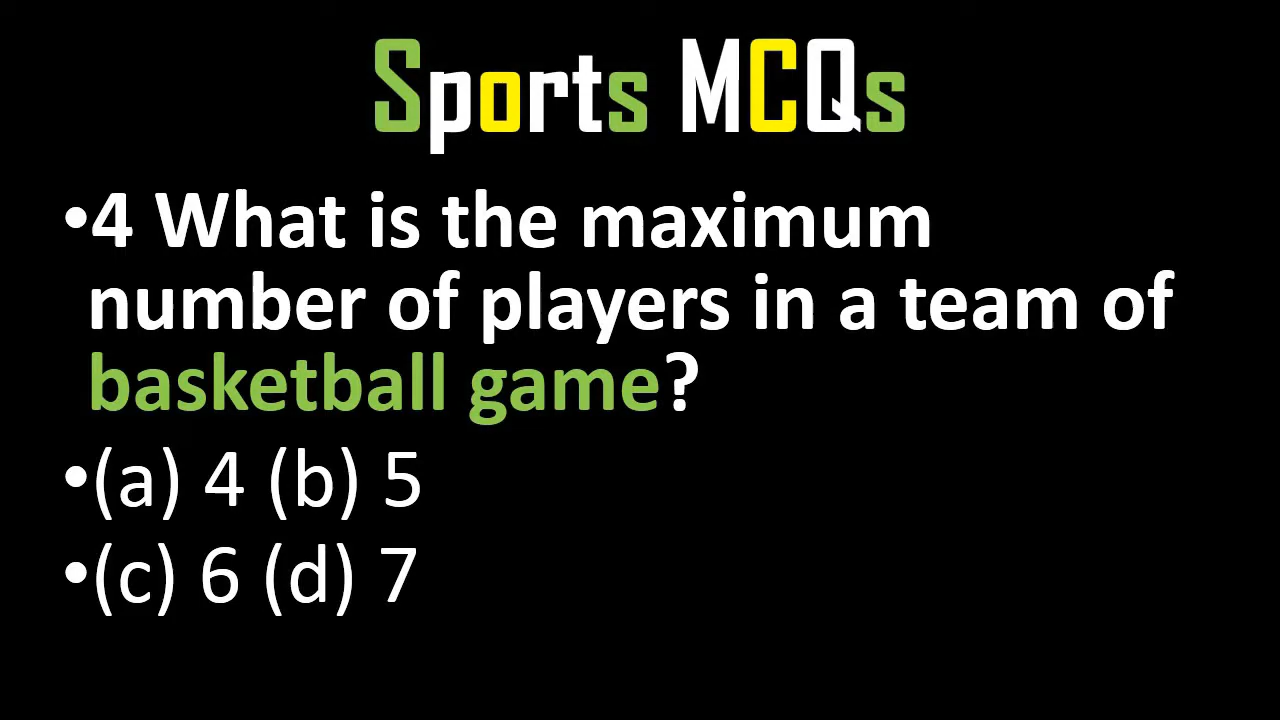 Sports MCQs
•4 What is the maximum
number of players in a team of
basketball game?
•(a) 4 (b) 5
•(c) 6 (d) 7